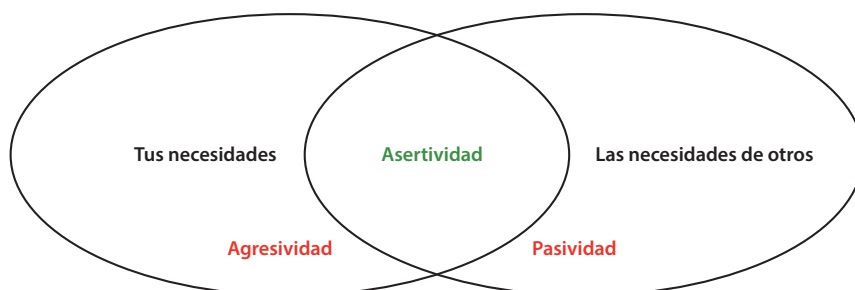 Tus necesidades Asertividad Las necesidades de otros
Agresividad Pasividad